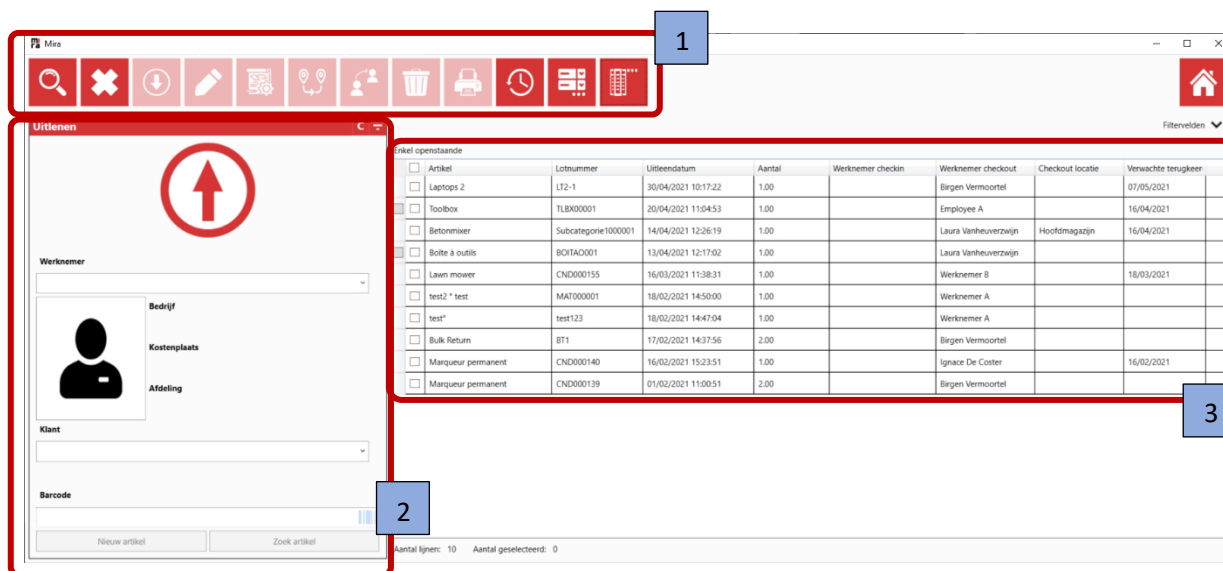 1
Mira
Uitlenen
Filtervelden
Enkel openstaande
Artikel Lotnummer Uitleendatum Aantal Werknemer checkin Werknemer checkout Checkout locatie Verwachte terugkeer
Laptops 2 LT2-1 30/04/2021 10:17:22 1.00 Birgen Vermoortel 07/05/2021
Toolbox TLBX00001 20/04/2021 11:04:53 1.00 Employee A 16/04/2021
Betonmixer Subcategorie1000001 14/04/2021 12:26:19 1.00 Laura Vanheuverzwijn Hoofdmagazijn 16/04/2021
Boîte à outils BOITAO001 13/04/2021 12:17:02 1.00 Laura Vanheuverzwijn
Lawn mower CND000155 16/03/2021 11:38:31 1.00 Werknemer B 18/03/2021
test2 * test MAT000001 18/02/2021 14:50:00 1.00 Werknemer A
test* test123 18/02/2021 14:47:04 1.00 Werknemer A
Bulk Return BT1 17/02/2021 14:37:56 2.00 Birgen Vermoortel
Marqueur permanent CND000140 16/02/2021 15:23:51 1.00 Ignace De Coster 16/02/2021
Marqueur permanent CND000139 01/02/2021 11:00:51 2.00 Birgen Vermoortel
3
Werknemer
Bedrijf
Kostenplaats
Afdeling
Klant
Barcode
2
Nieuw artikel Zoek artikel
Aantal lijnen: 10 Aantal geselecteerd: 0